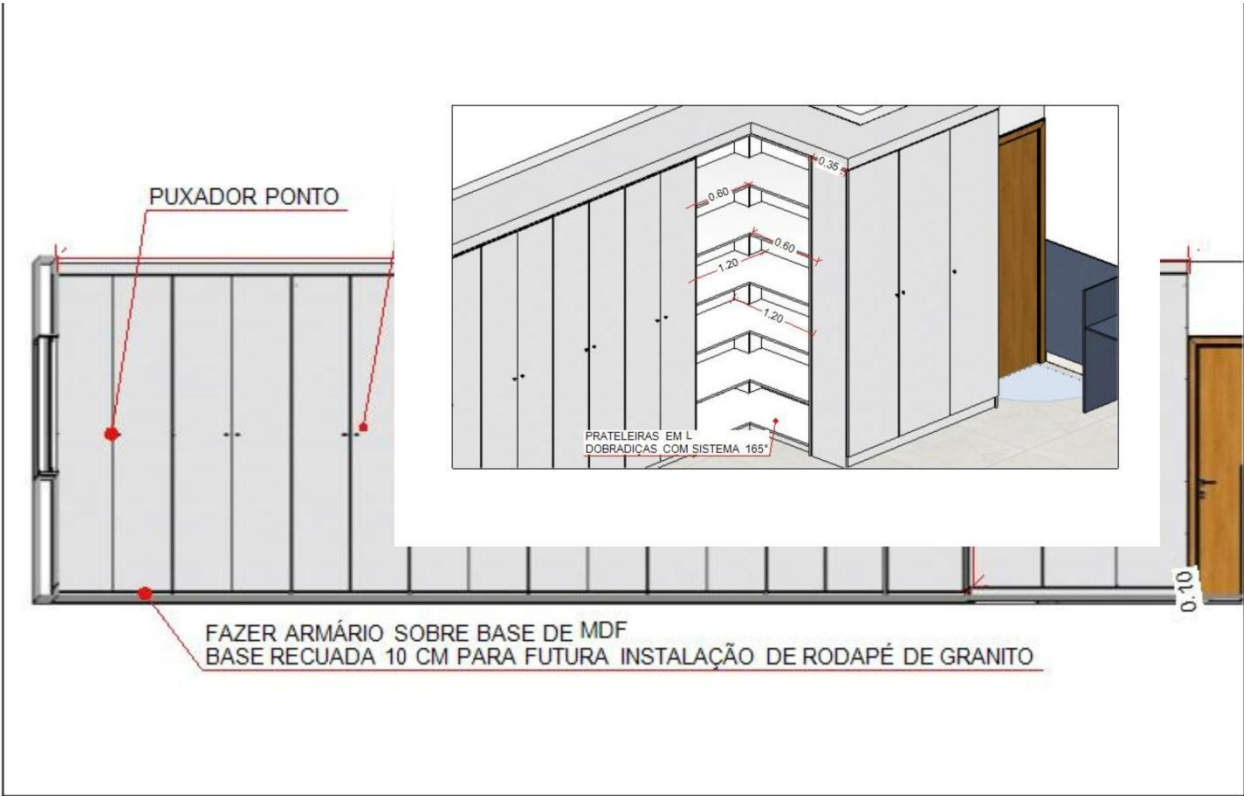 PUXADOR PONTO
0.35
0.60
0.60
1.20
1.20
PRATELEIRAS EM L
DOBRADIÇAS COM SISTEMA 165°
0.10
FAZER ARMÁRIO SOBRE BASE DE MDF
BASE RECUADA 10 CM PARA FUTURA INSTALAÇÃO DE RODAPÉ DE GRANITO